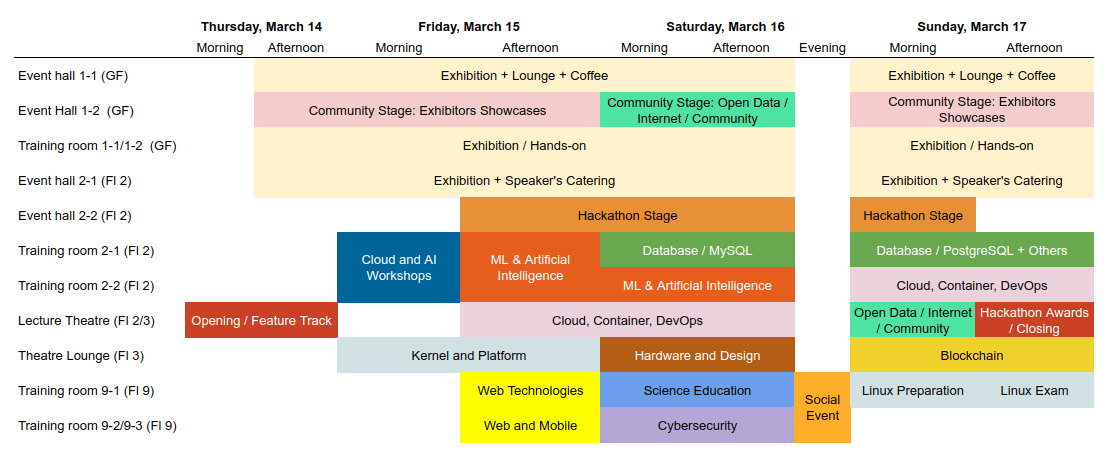 Thursday, March 14 Friday, March 15 Saturday, March 16 Sunday, March 17
Morning Afternoon Morning Afternoon Morning Afternoon Evening Morning Afternoon
Event hall 1-1 (GF) Exhibition + Lounge + Coffee Exhibition + Lounge + Coffee
Event Hall 1-2 (GF) Community Stage: Exhibitors Showcases Community Stage: Open Data / Community Stage: Exhibitors
Internet / Community Showcases
Training room 1-1/1-2 (GF) Exhibition / Hands-on Exhibition / Hands-on
Event hall 2-1 (Fl 2) Exhibition + Speaker's Catering Exhibition + Speaker's Catering
Event hall 2-2 (Fl 2) Hackathon Stage Hackathon Stage
Training room 2-1 (Fl 2) Database / MySQL Database / PostgreSQL + Others
Cloud and AI ML & Artificial
Workshops Intelligence
Training room 2-2 (Fl 2) ML & Artificial Intelligence Cloud, Container, DevOps
Lecture Theatre (Fl 2/3) Opening / Feature Track Cloud, Container, DevOps Open Data / Internet Hackathon Awards
/ Community / Closing
Theatre Lounge (Fl 3) Kernel and Platform Hardware and Design Blockchain
Training room 9-1 (Fl 9) Web Technologies Science Education Linux Preparation Linux Exam
Social
Event
Training room 9-2/9-3 (Fl 9) Web and Mobile Cybersecurity